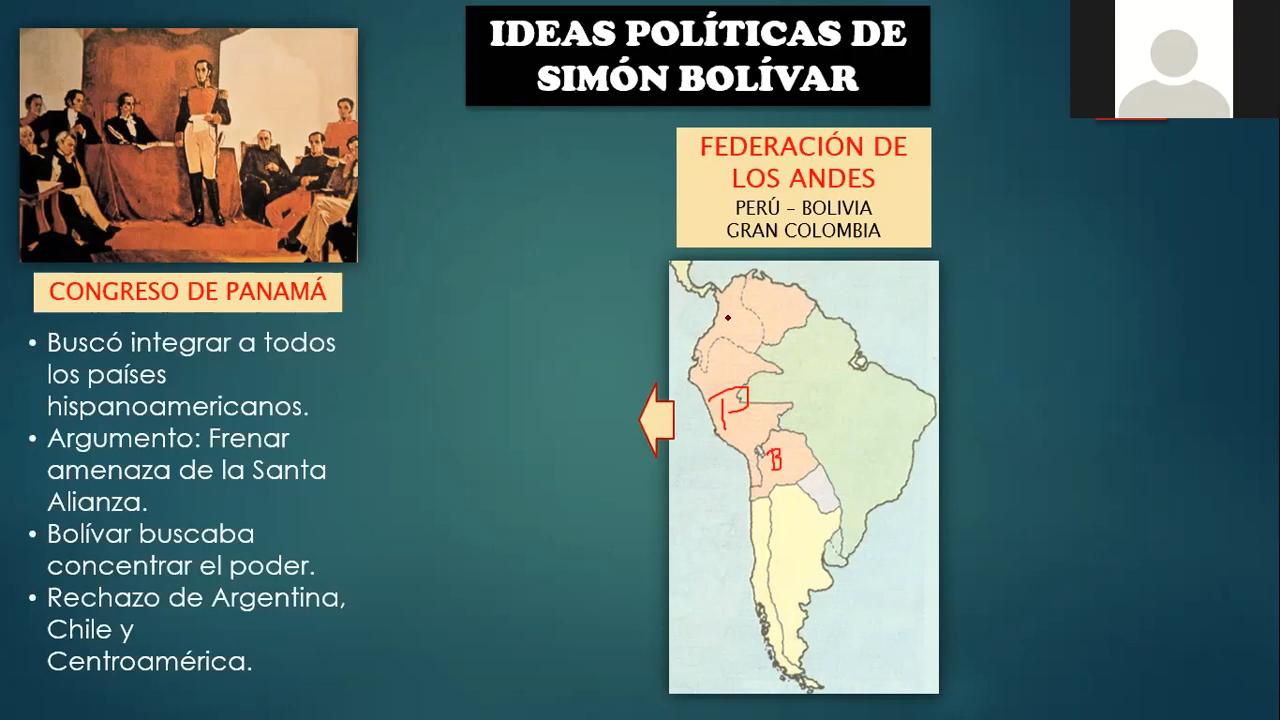 IDEAS POLÍTICAS DE
SIMÓN BOLÍVAR
CONGRESO DE PANAMÁ
• Buscó integrar a todos
los países
hispanoamericanos.
• Argumento: Frenar
amenaza de la Santa
Alianza.
• Bolívar buscaba
concentrar el poder.
• Rechazo de Argentina,
Chile y
Centroamérica.
FEDERACIÓN DE
LOS ANDES
PERÚ – BOLIVIA
GRAN COLOMBIA
P
B